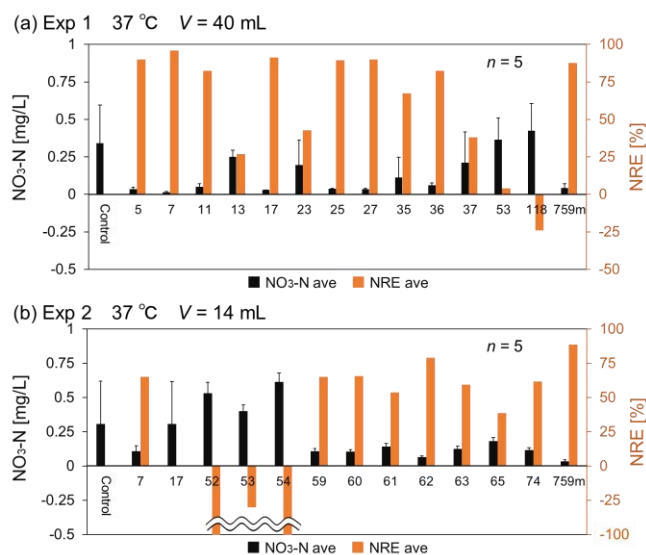 (a) Exp 1 37 ℃ V = 40 mL
1 100
0.75 75
0.5 50
0.25 25
0 0
-0.25 -25
-0.5 -50
NO₃-N [mg/L]
NRE [%]
n = 5
Control 5 7 11 13 17 23 25 27 35 36 37 53 118 759m
NO₃-N ave NRE ave
(b) Exp 2 37 ℃ V = 14 mL
1 100
0.75 75
0.5 50
0.25 25
0 0
-0.25 -50
-0.5 -100
NO₃-N [mg/L]
NRE [%]
n = 5
Control 7 17 52 53 54 59 60 61 62 63 65 74 759m
NO₃-N ave NRE ave